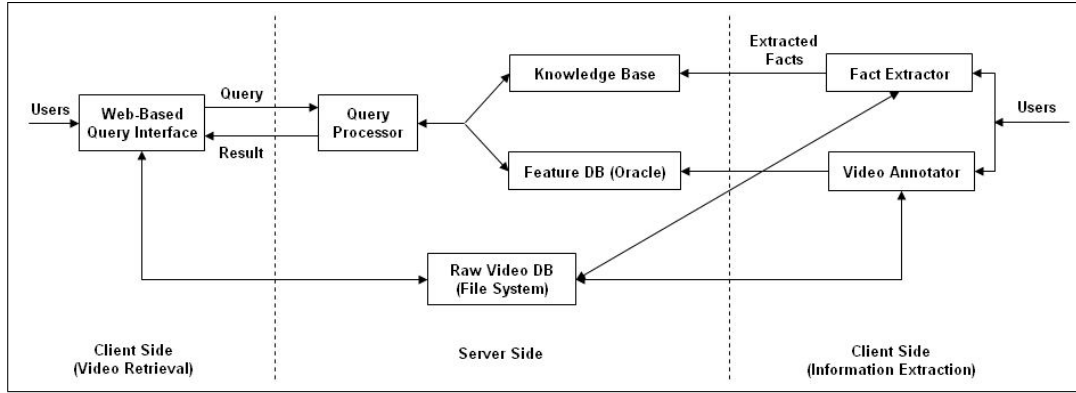 Users
Web-Based
Query Interface
Query
Result
Query
Processor
Knowledge Base
Feature DB (Oracle)
Raw Video DB
(File System)
Extracted
Facts
Fact Extractor
Video Annotator
Users
Client Side
(Video Retrieval)
Server Side
Client Side
(Information Extraction)